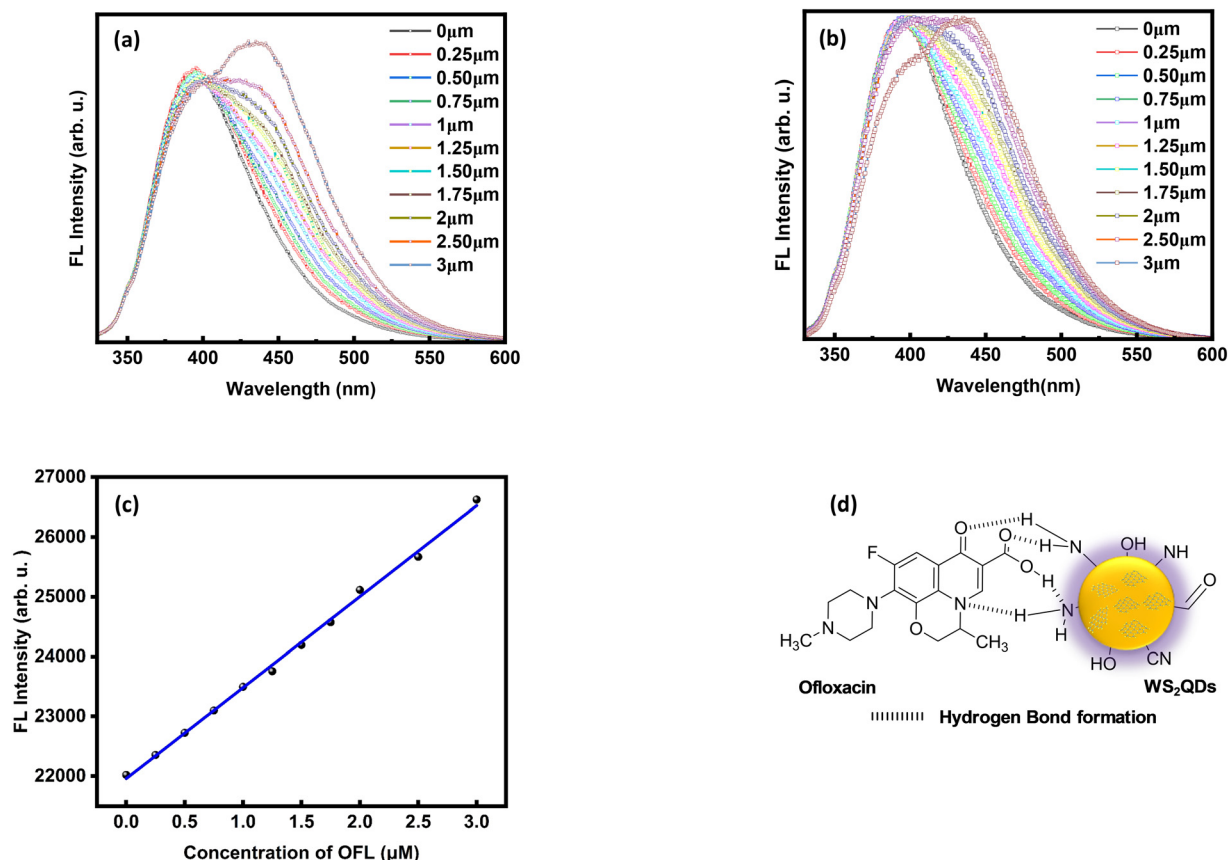 (a)
0μm
0.25μm
0.50μm
0.75μm
1μm
1.25μm
1.50μm
1.75μm
2μm
2.50μm
3μm
FL Intensity (arb. u.)
350 400 450 500 550 600
Wavelength (nm)
(b)
0μm
0.25μm
0.50μm
0.75μm
1μm
1.25μm
1.50μm
1.75μm
2μm
2.50μm
3μm
FL Intensity (arb. u.)
350 400 450 500 550 600
Wavelength(nm)
(c)
27000
26000
25000
24000
23000
22000
FL Intensity (arb. u. )
0.0 0.5 1.0 1.5 2.0 2.5 3.0
Concentration of OFL (μM)
(d)
O
H
O
H
N
OH
NH
F
O
H
O
N
N
H
N
H
N
O
CH₃
H₃C
HO
CN
Ofloxacin
WS₂QDs
Hydrogen Bond formation